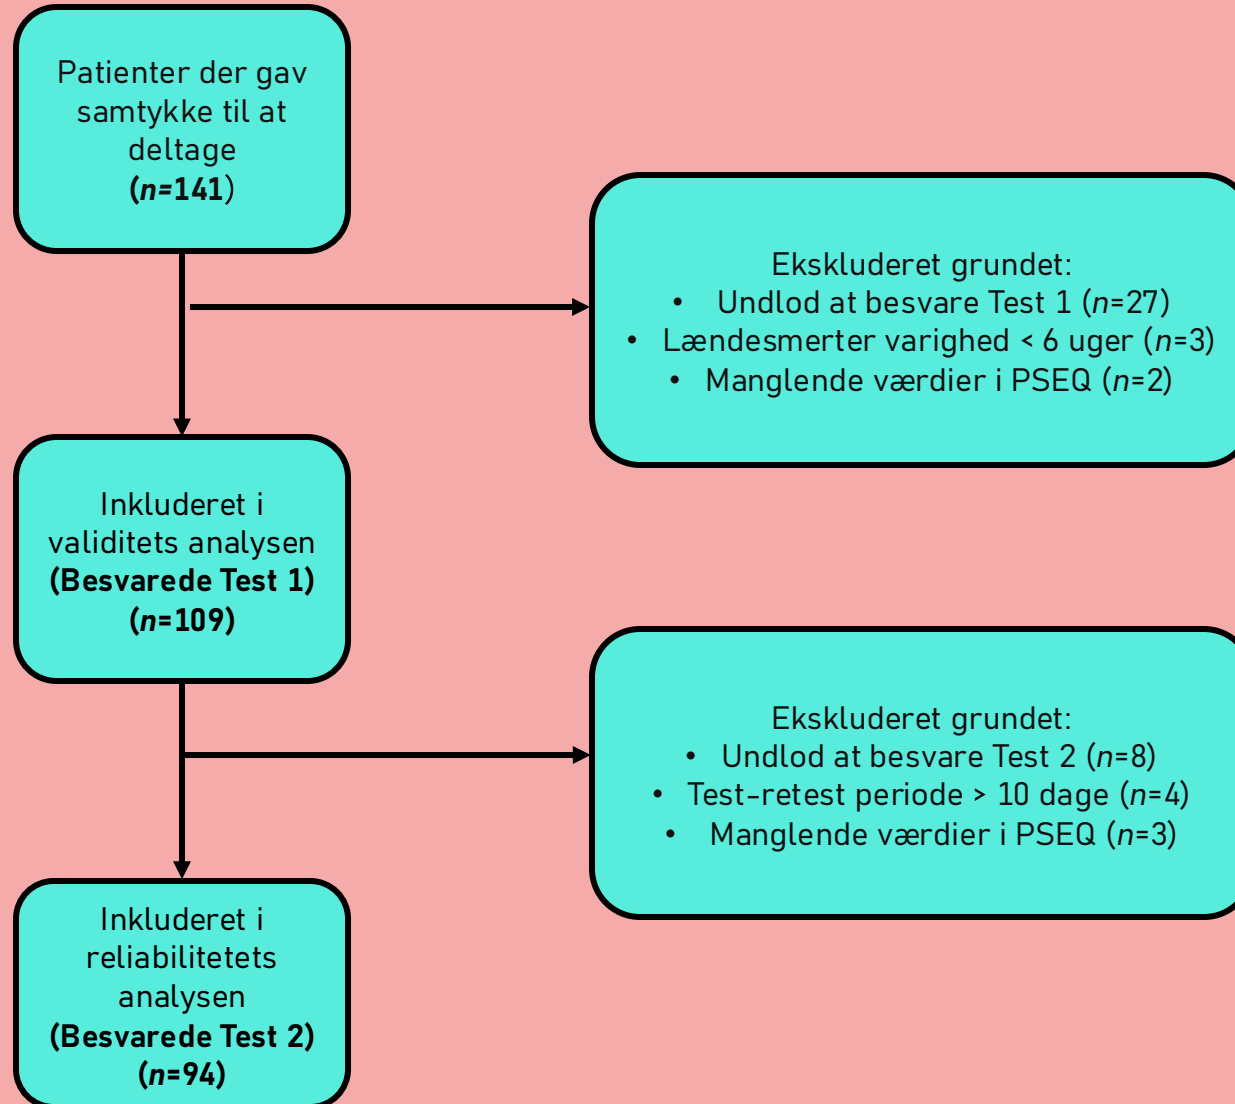 Patienter der gav
samtykke til at
deltage
(n=141)
Ekskluderet grundet:
• Undlod at besvare Test 1 (n=27)
• Lændesmerter varighed < 6 uger (n=3)
• Manglende værdier i PSEQ (n=2)
Inkluderet i
validitets analysen
(Besvarede Test 1)
(n=109)
Ekskluderet grundet:
• Undlod at besvare Test 2 (n=8)
• Test-retest periode > 10 dage (n=4)
• Manglende værdier i PSEQ (n=3)
Inkluderet i
reliabilitetets
analysen
(Besvarede Test 2)
(n=94)